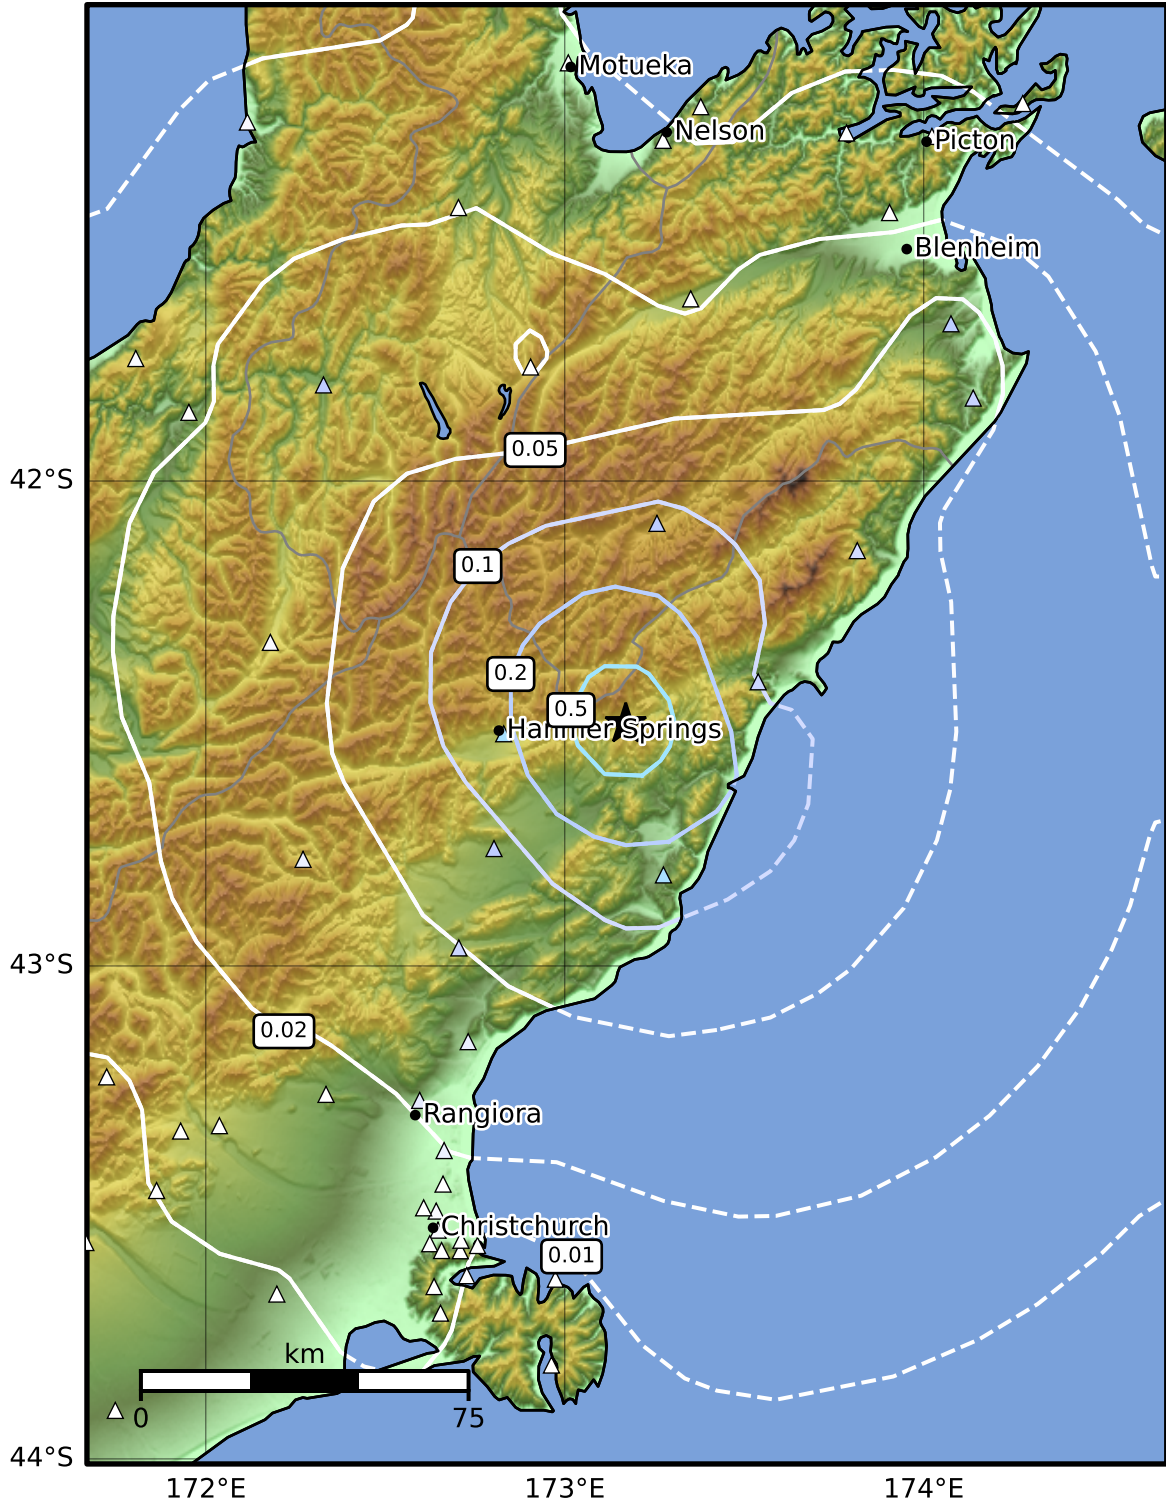 Motueka
Nelson
Picton
Blenheim
0.05
42°S
0.1
0.2
0.5
Hanmer Springs
43°S
0.02
Rangiora
Christchurch
0.01
km
0 75
44°S
172°E 173°E 174°E